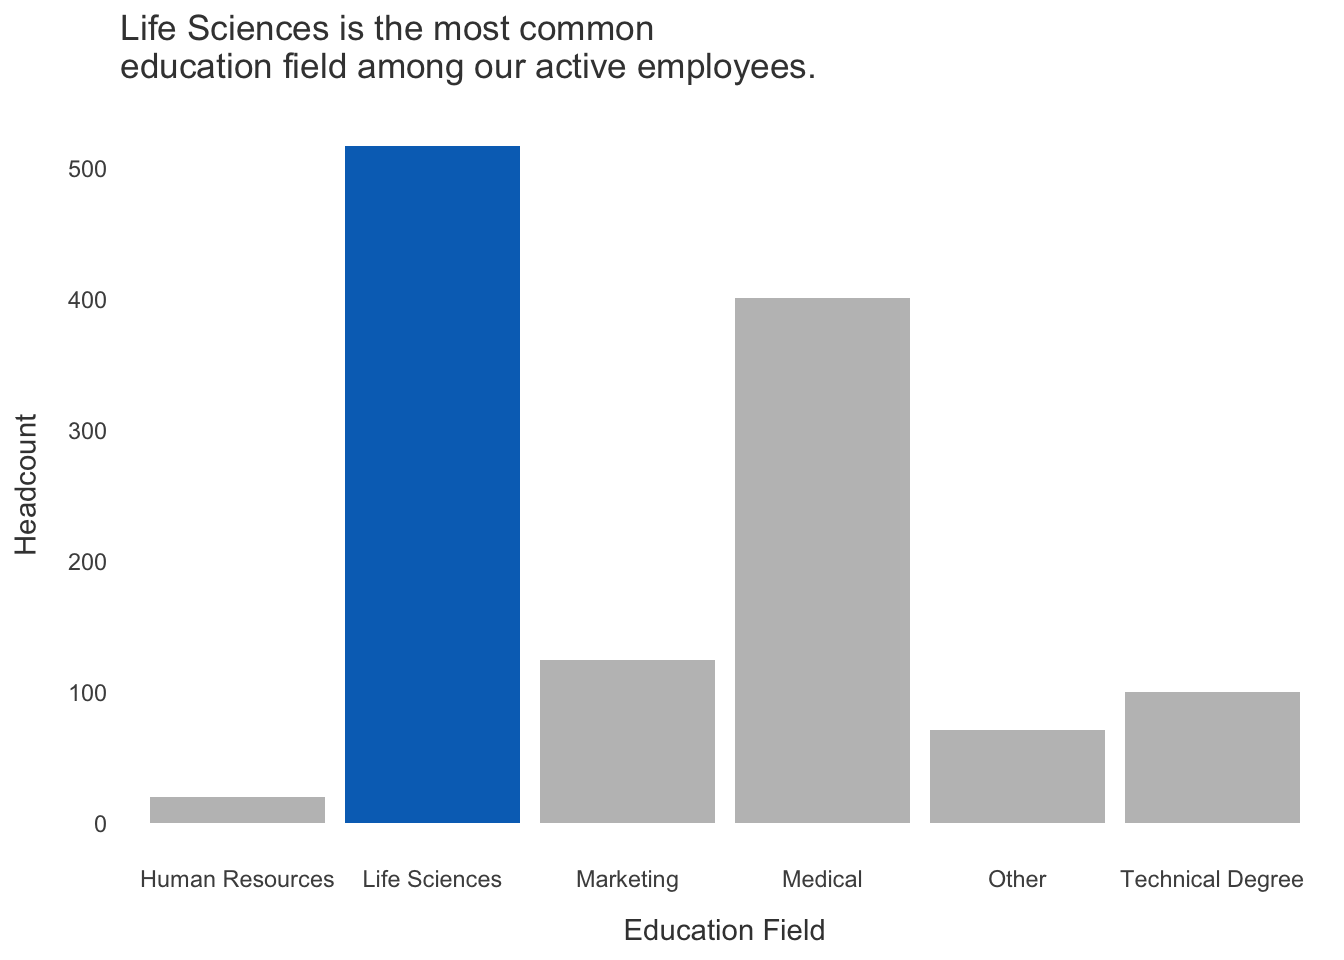 Life Sciences is the most common
education field among our active employees.
500
400
300
200
100
0
Headcount
Human Resources
Life Sciences
Marketing
Medical
Other
Technical Degree
Education Field